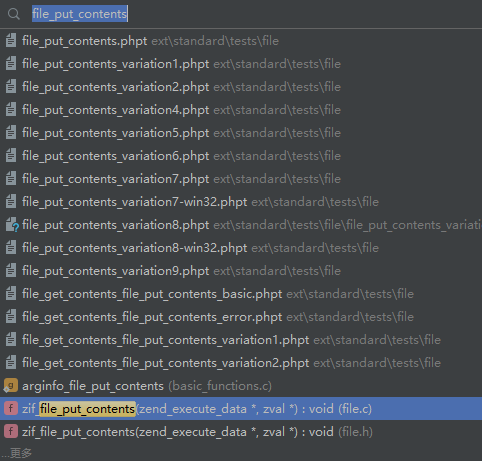 file_put_contents
file_put_contents.phpt ext\standard\tests\file
file_put_contents_variation1.phpt ext\standard\tests\file
file_put_contents_variation2.phpt ext\standard\tests\file
file_put_contents_variation4.phpt ext\standard\tests\file
file_put_contents_variation5.phpt ext\standard\tests\file
file_put_contents_variation6.phpt ext\standard\tests\file
file_put_contents_variation7.phpt ext\standard\tests\file
file_put_contents_variation7-win32.phpt ext\standard\tests\file
file_put_contents_variation8.phpt ext\standard\tests\file\file_put_contents_variati
file_put_contents_variation8-win32.phpt ext\standard\tests\file
file_put_contents_variation9.phpt ext\standard\tests\file
file_get_contents_file_put_contents_basic.phpt ext\standard\tests\file
file_get_contents_file_put_contents_error.phpt ext\standard\tests\file
file_get_contents_file_put_contents_variation1.phpt ext\standard\tests\file
file_get_contents_file_put_contents_variation2.phpt ext\standard\tests\file
g arginfo_file_put_contents (basic_functions.c)
f zif_file_put_contents(zend_execute_data *, zval *) : void (file.c)
f zif_file_put_contents(zend_execute_data *, zval *) : void (file.h)
...更多